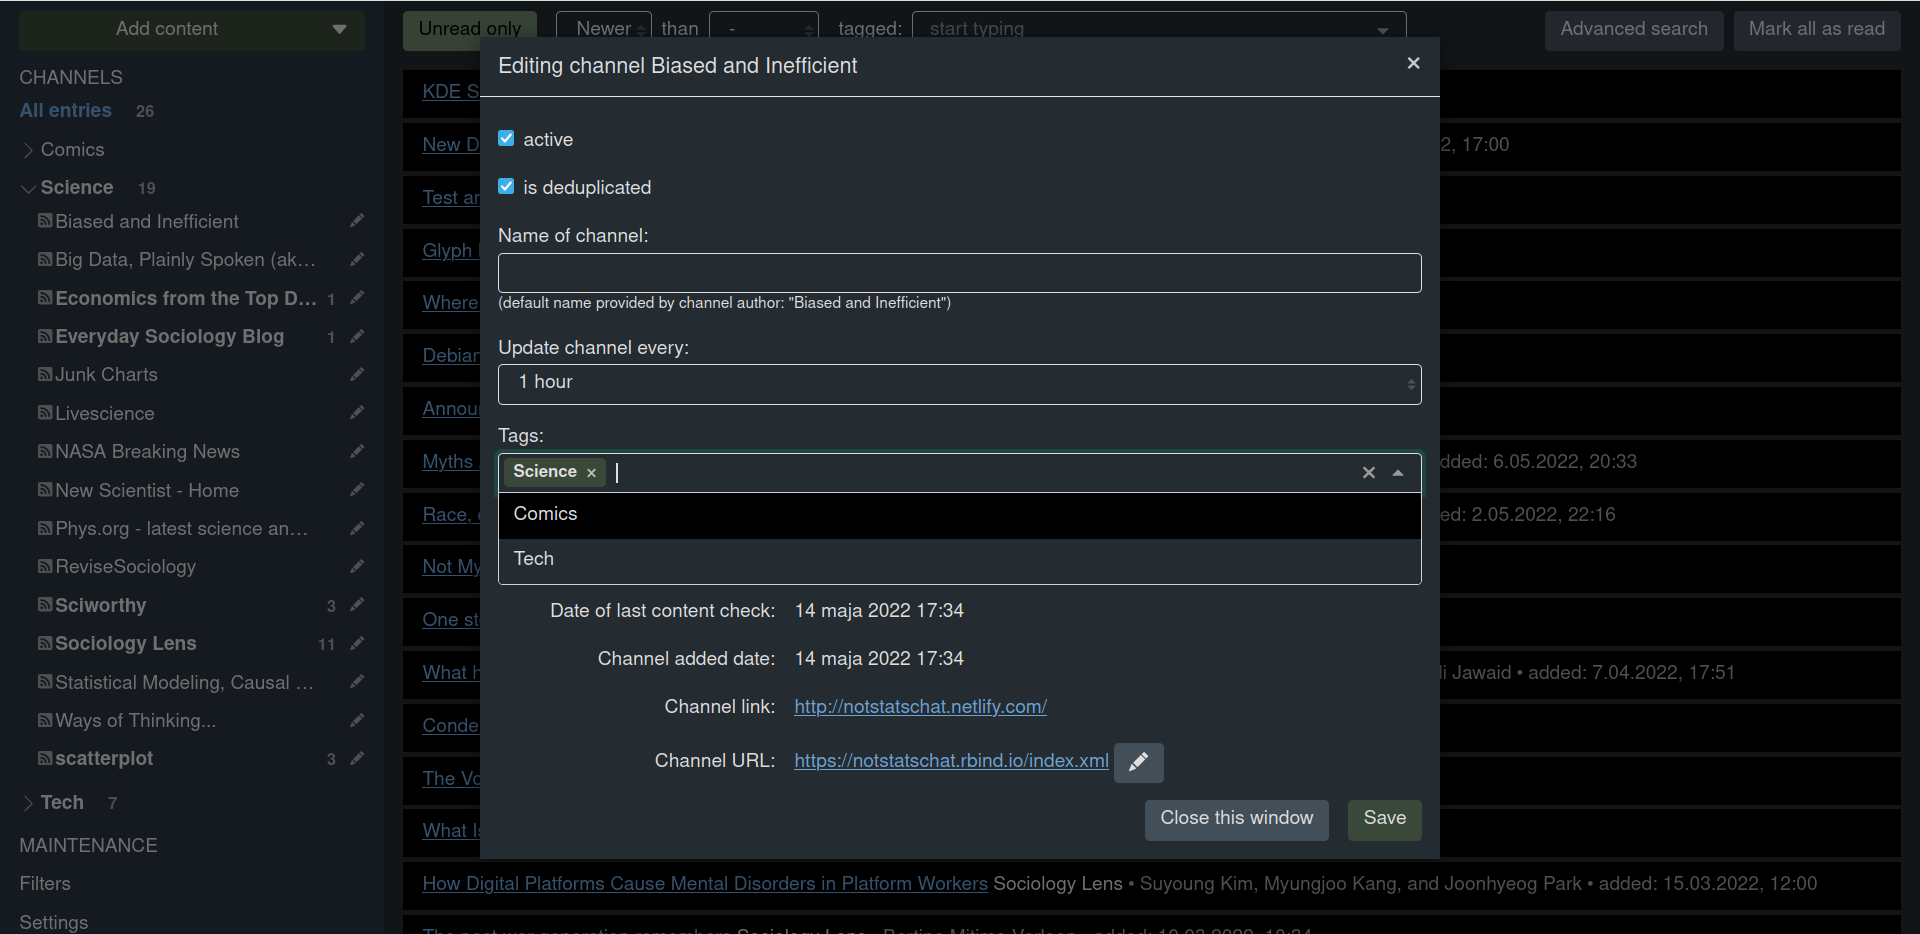 Add content
CHANNELS
All entries 26
Comics
Science 19
Biased and Inefficient
Big Data, Plainly Spoken (ak...
Economics from the Top D... 1
Everyday Sociology Blog 1
Junk Charts
Livescience
NASA Breaking News
New Scientist - Home
Phys.org - latest science an...
ReviseSociology
Sciworthy 3
Sociology Lens 11
Statistical Modeling, Causal ...
Ways of Thinking...
scatterplot 3
Tech 7
MAINTENANCE
Filters
Settings
Unread only Newer than - tagged: start typing Advanced search Mark all as read
KDE S
New D
2, 17:00
Test an
Glyph
Where
Debian
Annou
Myths
dded: 6.05.2022, 20:33
Race,
ed: 2.05.2022, 22:16
Not My
One st
What h
li Jawaid • added: 7.04.2022, 17:51
Conde
The Vo
What Is
How Digital Platforms Cause Mental Disorders in Platform Workers Sociology Lens • Suyoung Kim, Myungjoo Kang, and Joonhyeog Park • added: 15.03.2022, 12:00
Editing channel Biased and Inefficient ×
active
is deduplicated
Name of channel:
(default name provided by channel author: "Biased and Inefficient")
Update channel every:
1 hour
Tags:
Science ×
Comics
Tech
Date of last content check: 14 maja 2022 17:34
Channel added date: 14 maja 2022 17:34
Channel link: http://notstatschat.netlify.com/
Channel URL: https://notstatschat.rbind.io/index.xml
Close this window Save